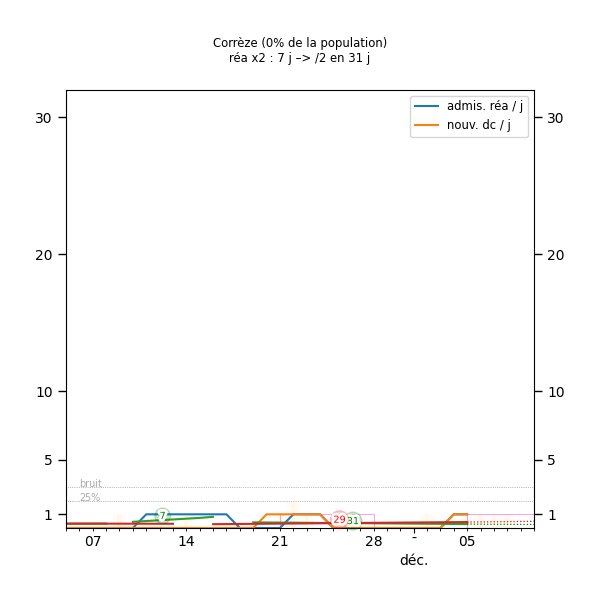 Corrèze (0% de la population)
réa x2 : 7 j –> /2 en 31 j
admis. réa / j
nouv. dc / j
30 30
20 20
10 10
5 5
bruit
25%
1 7 29 31 1
07 14 21 28 - 05
déc.